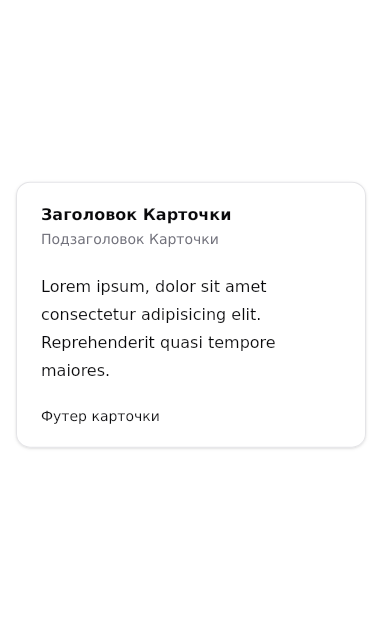 Заголовок Карточки
Подзаголовок Карточки
Lorem ipsum, dolor sit amet
consectetur adipisicing elit.
Reprehenderit quasi tempore
maiores.
Футер карточки